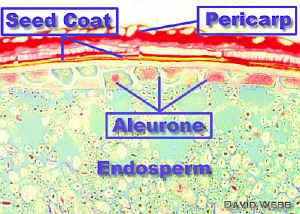 Seed Coat
Pericarp
Aleurone
Endosperm
DAVID WEBB